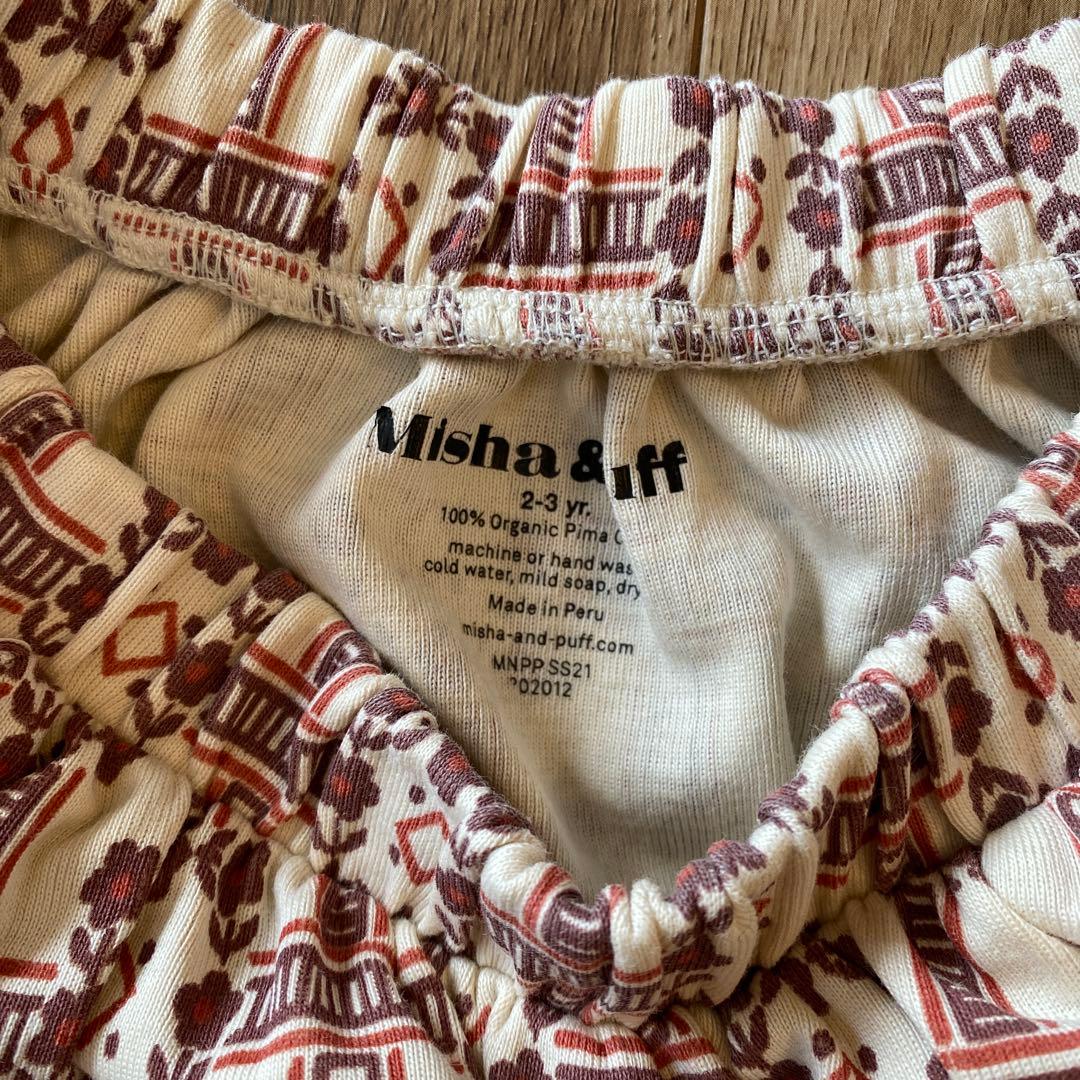 Misha & uff
2-3 yr.
100% Organic Pima
machine or hand was
cold water, mild soap, dry
Made in Peru
misha-and-puff.com
MNPP SS21
P02012